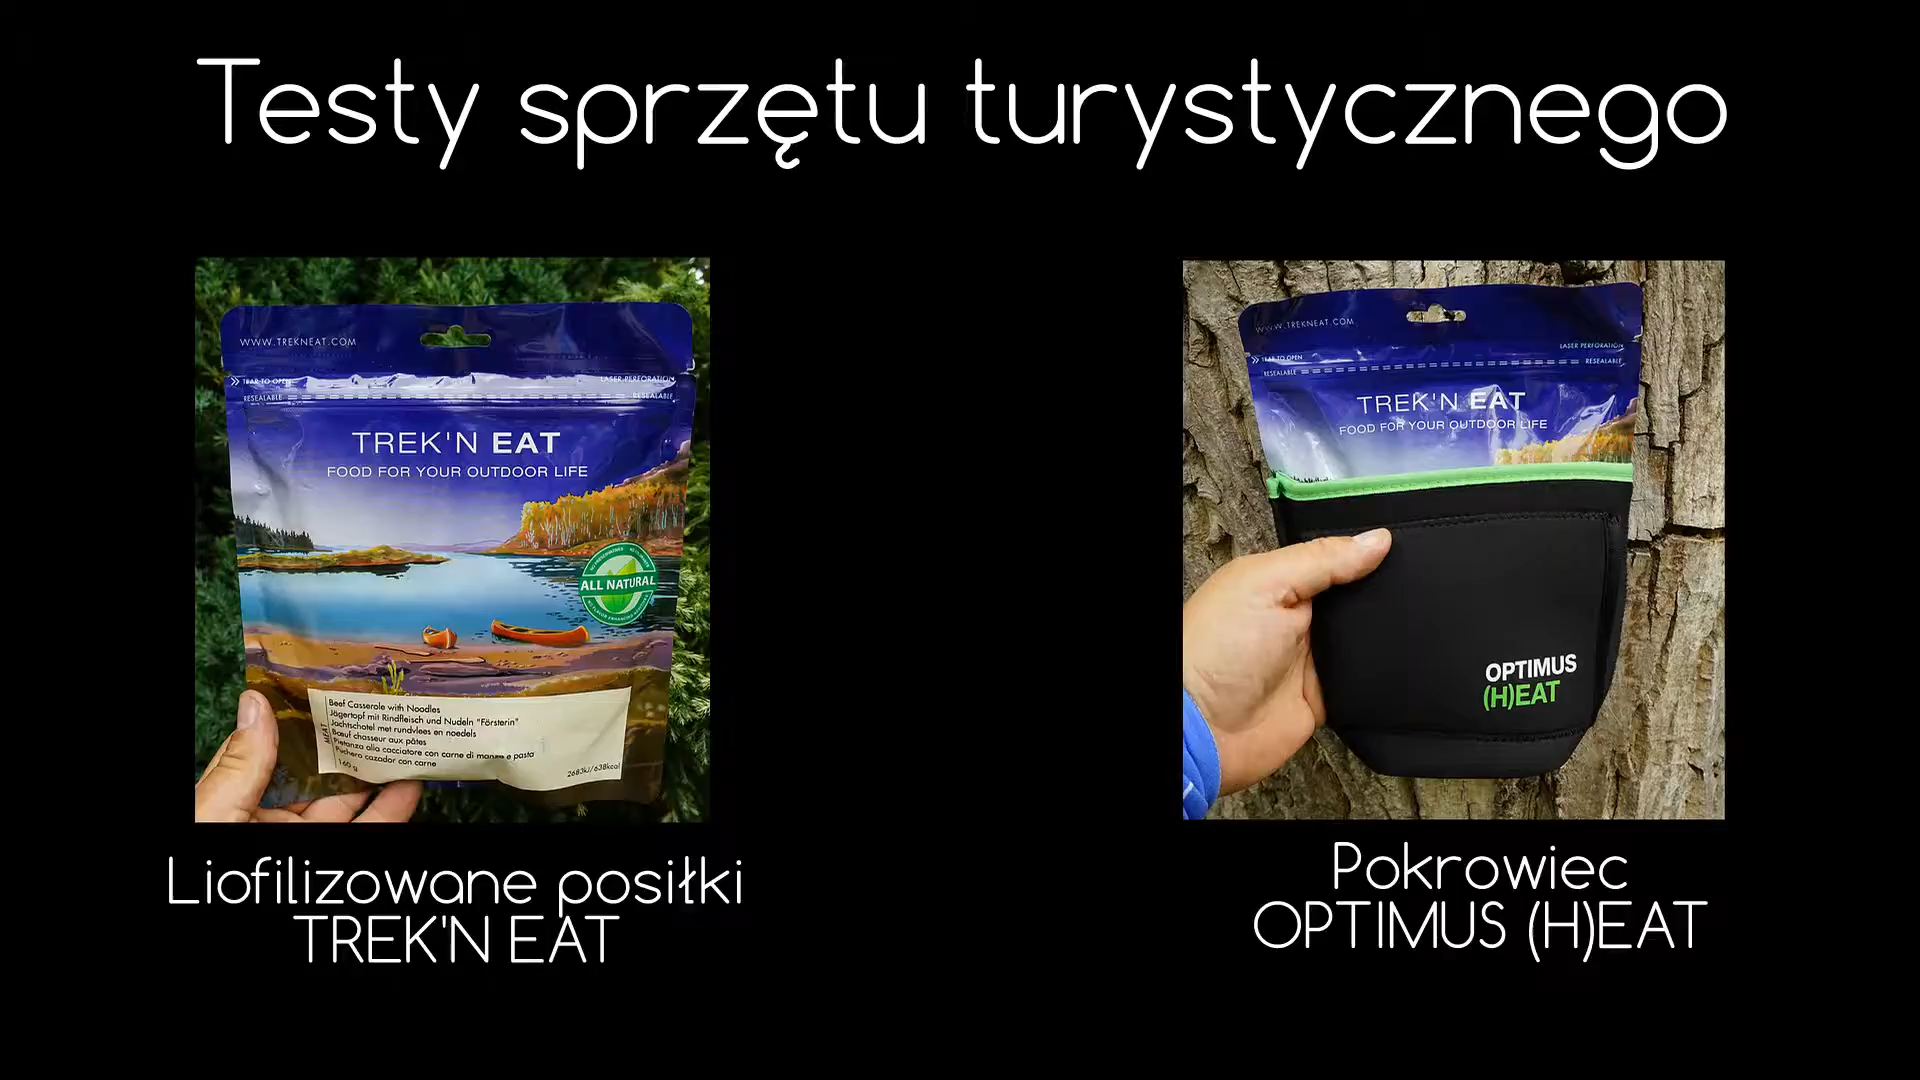 Testy sprzętu turystycznego
WWW.TREKNEAT.COM
TEAR TO OPEN
LASER PERFORATION
RESEALABLE
RESEALABLE
TREK'N EAT
FOOD FOR YOUR OUTDOOR LIFE
ALL NATURAL
MEAT
Beef Casserole with Noodles
Jägertopf mit Rindfleisch und Nudeln "Försterin"
Jachtschotel met rundvlees en noedels
Bœuf chasseur aux pâtes
Pietanza alla cacciatore con carne di manzo e pasta
Puchero cazador con carne
160 g
2683kJ/638kcal
Liofilizowane posiłki
TREK'N EAT
WWW.TREKNEAT.COM
LASER PERFORATION
TEAR TO OPEN
RESEALABLE
RESEALABLE
TREK'N EAT
FOOD FOR YOUR OUTDOOR LIFE
OPTIMUS
(H)EAT
Pokrowiec
OPTIMUS (H)EAT